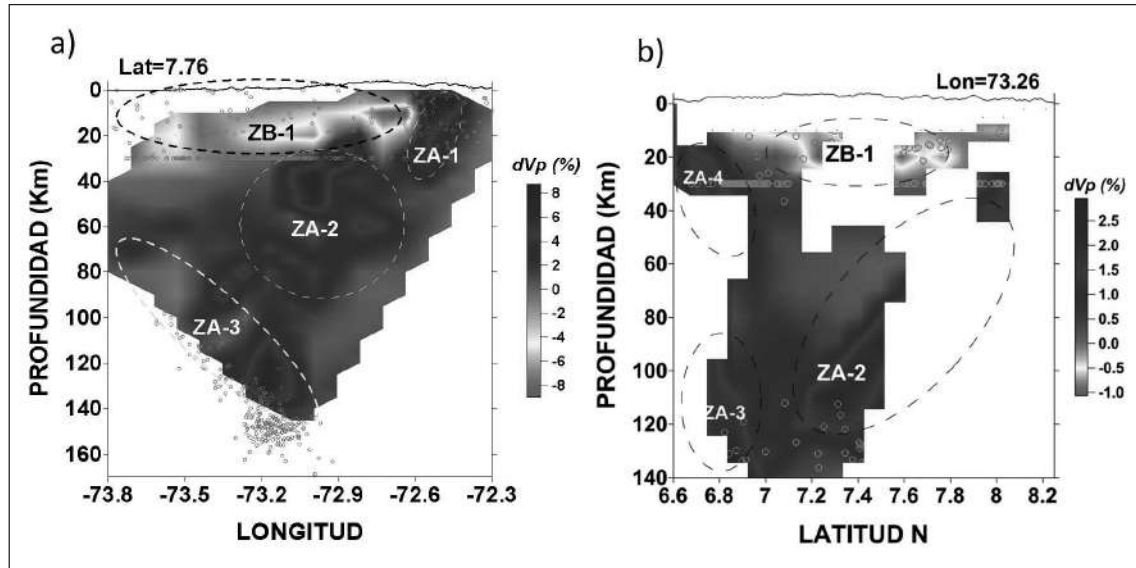 a)
Lat=7.76
0
20
40
60
80
100
120
140
160
PROFUNDIDAD (Km)
-73.8
-73.5
-73.2
-72.9
-72.6
-72.3
LONGITUD
ZB-1
ZA-1
ZA-2
ZA-3
dVp (%)
8
6
4
2
0
-2
-4
-6
-8
b)
Lon=73.26
0
20
40
60
80
100
120
140
PROFUNDIDAD (Km)
6.6
6.8
7
7.2
7.4
7.6
7.8
8
8.2
LATITUD N
ZB-1
ZA-4
ZA-2
ZA-3
dVp (%)
2.5
2.0
1.5
1.0
0.5
0.0
-0.5
-1.0